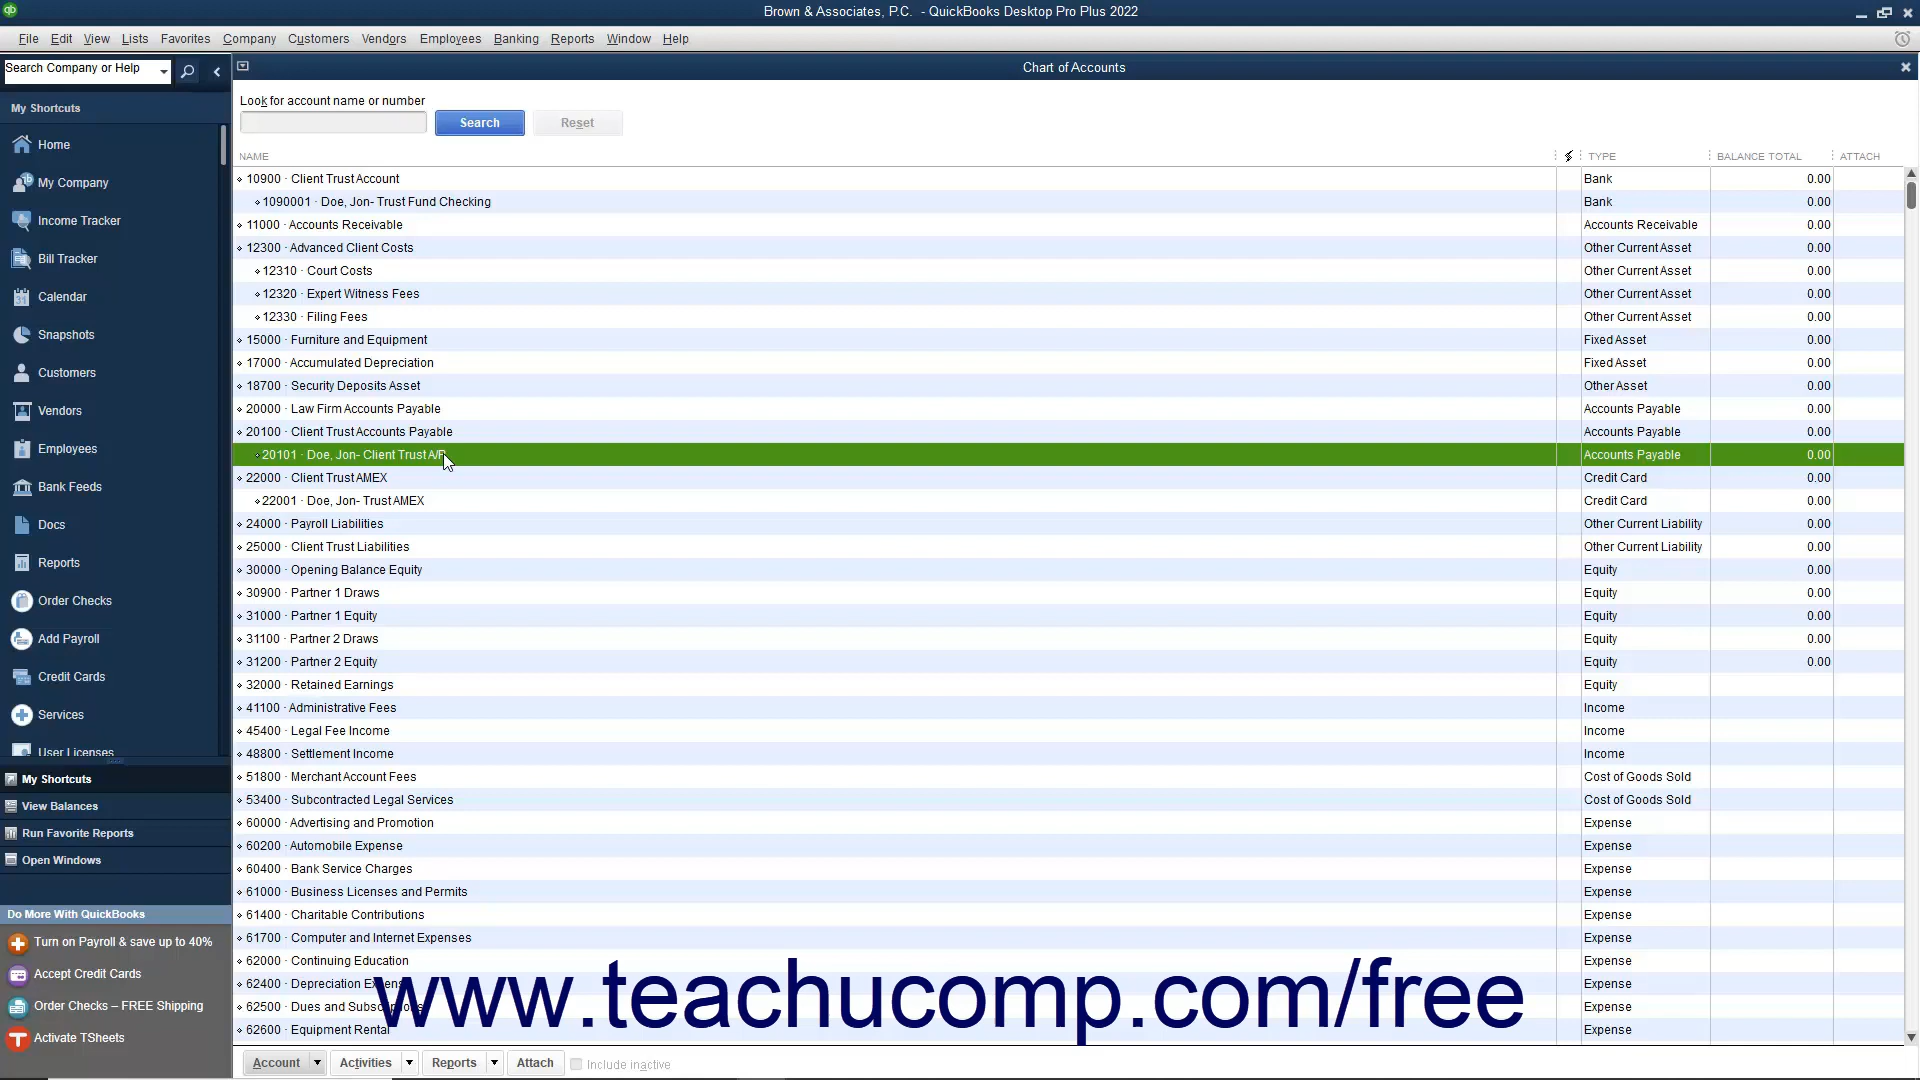 Brown & Associates, P.C. - QuickBooks Desktop Pro Plus 2022
File Edit View Lists Favorites Company Customers Vendors Employees Banking Reports Window Help
Search Company or Help
Chart of Accounts
My Shortcuts
Home
My Company
Income Tracker
Bill Tracker
Calendar
Snapshots
Customers
Vendors
Employees
Bank Feeds
Docs
Reports
Order Checks
Add Payroll
Credit Cards
Services
User Licenses
My Shortcuts
View Balances
Run Favorite Reports
Open Windows
Do More With QuickBooks
Turn on Payroll & save up to 40%
Accept Credit Cards
Order Checks – FREE Shipping
Activate TSheets
Look for account name or number
Search Reset
NAME TYPE BALANCE TOTAL ATTACH
10900 · Client Trust Account Bank 0.00
1090001 · Doe, Jon- Trust Fund Checking Bank 0.00
11000 · Accounts Receivable Accounts Receivable 0.00
12300 · Advanced Client Costs Other Current Asset 0.00
12310 · Court Costs Other Current Asset 0.00
12320 · Expert Witness Fees Other Current Asset 0.00
12330 · Filing Fees Other Current Asset 0.00
15000 · Furniture and Equipment Fixed Asset 0.00
17000 · Accumulated Depreciation Fixed Asset 0.00
18700 · Security Deposits Asset Other Asset 0.00
20000 · Law Firm Accounts Payable Accounts Payable 0.00
20100 · Client Trust Accounts Payable Accounts Payable 0.00
20101 · Doe, Jon- Client Trust A/P Accounts Payable 0.00
22000 · Client Trust AMEX Credit Card 0.00
22001 · Doe, Jon- Trust AMEX Credit Card 0.00
24000 · Payroll Liabilities Other Current Liability 0.00
25000 · Client Trust Liabilities Other Current Liability 0.00
30000 · Opening Balance Equity Equity 0.00
30900 · Partner 1 Draws Equity 0.00
31000 · Partner 1 Equity Equity 0.00
31100 · Partner 2 Draws Equity 0.00
31200 · Partner 2 Equity Equity 0.00
32000 · Retained Earnings Equity
41100 · Administrative Fees Income
45400 · Legal Fee Income Income
48800 · Settlement Income Income
51800 · Merchant Account Fees Cost of Goods Sold
53400 · Subcontracted Legal Services Cost of Goods Sold
60000 · Advertising and Promotion Expense
60200 · Automobile Expense Expense
60400 · Bank Service Charges Expense
61000 · Business Licenses and Permits Expense
61400 · Charitable Contributions Expense
61700 · Computer and Internet Expenses Expense
62000 · Continuing Education Expense
62400 · Depreciation Expense Expense
62500 · Dues and Subscriptions Expense
62600 · Equipment Rental Expense
www.teachucomp.com/free
Account Activities Reports Attach Include inactive